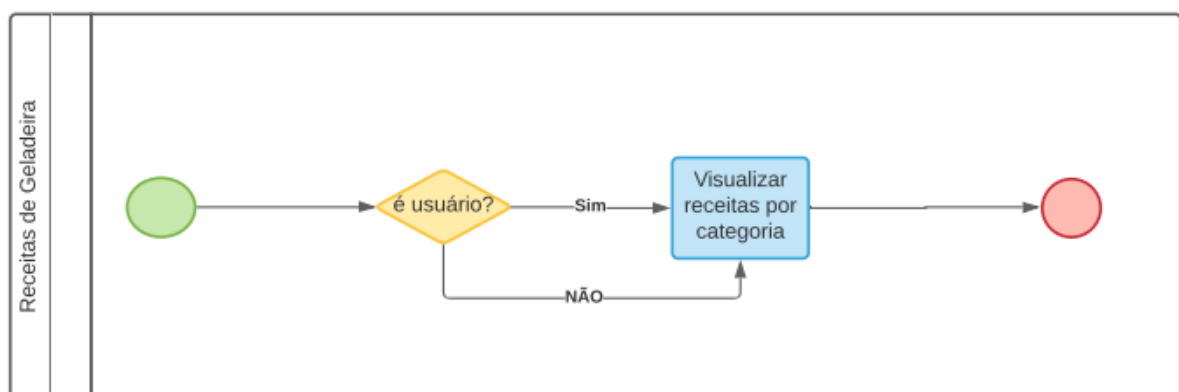 Receitas de Geladeira
é usuário?
Sim
Visualizar
receitas por
categoria
NÃO